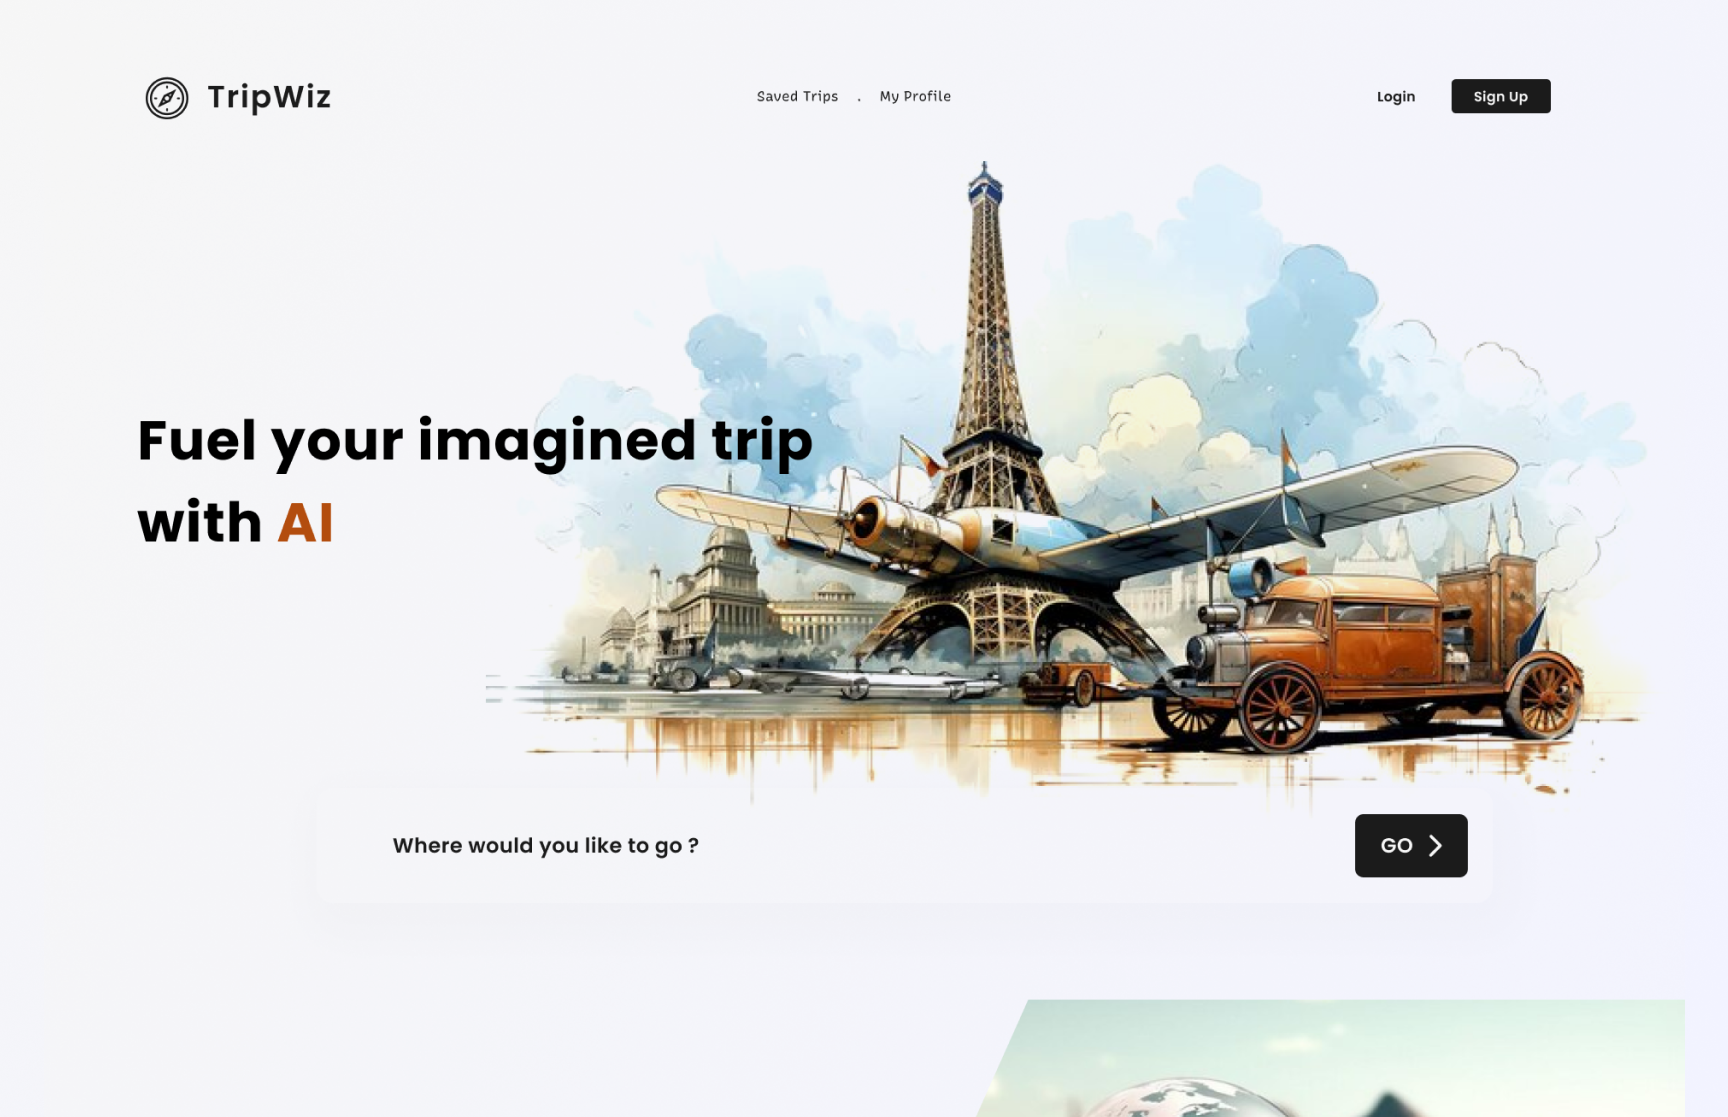 TripWiz
Saved Trips . My Profile
Login
Sign Up
Fuel your imagined trip
with AI
Where would you like to go ?
GO